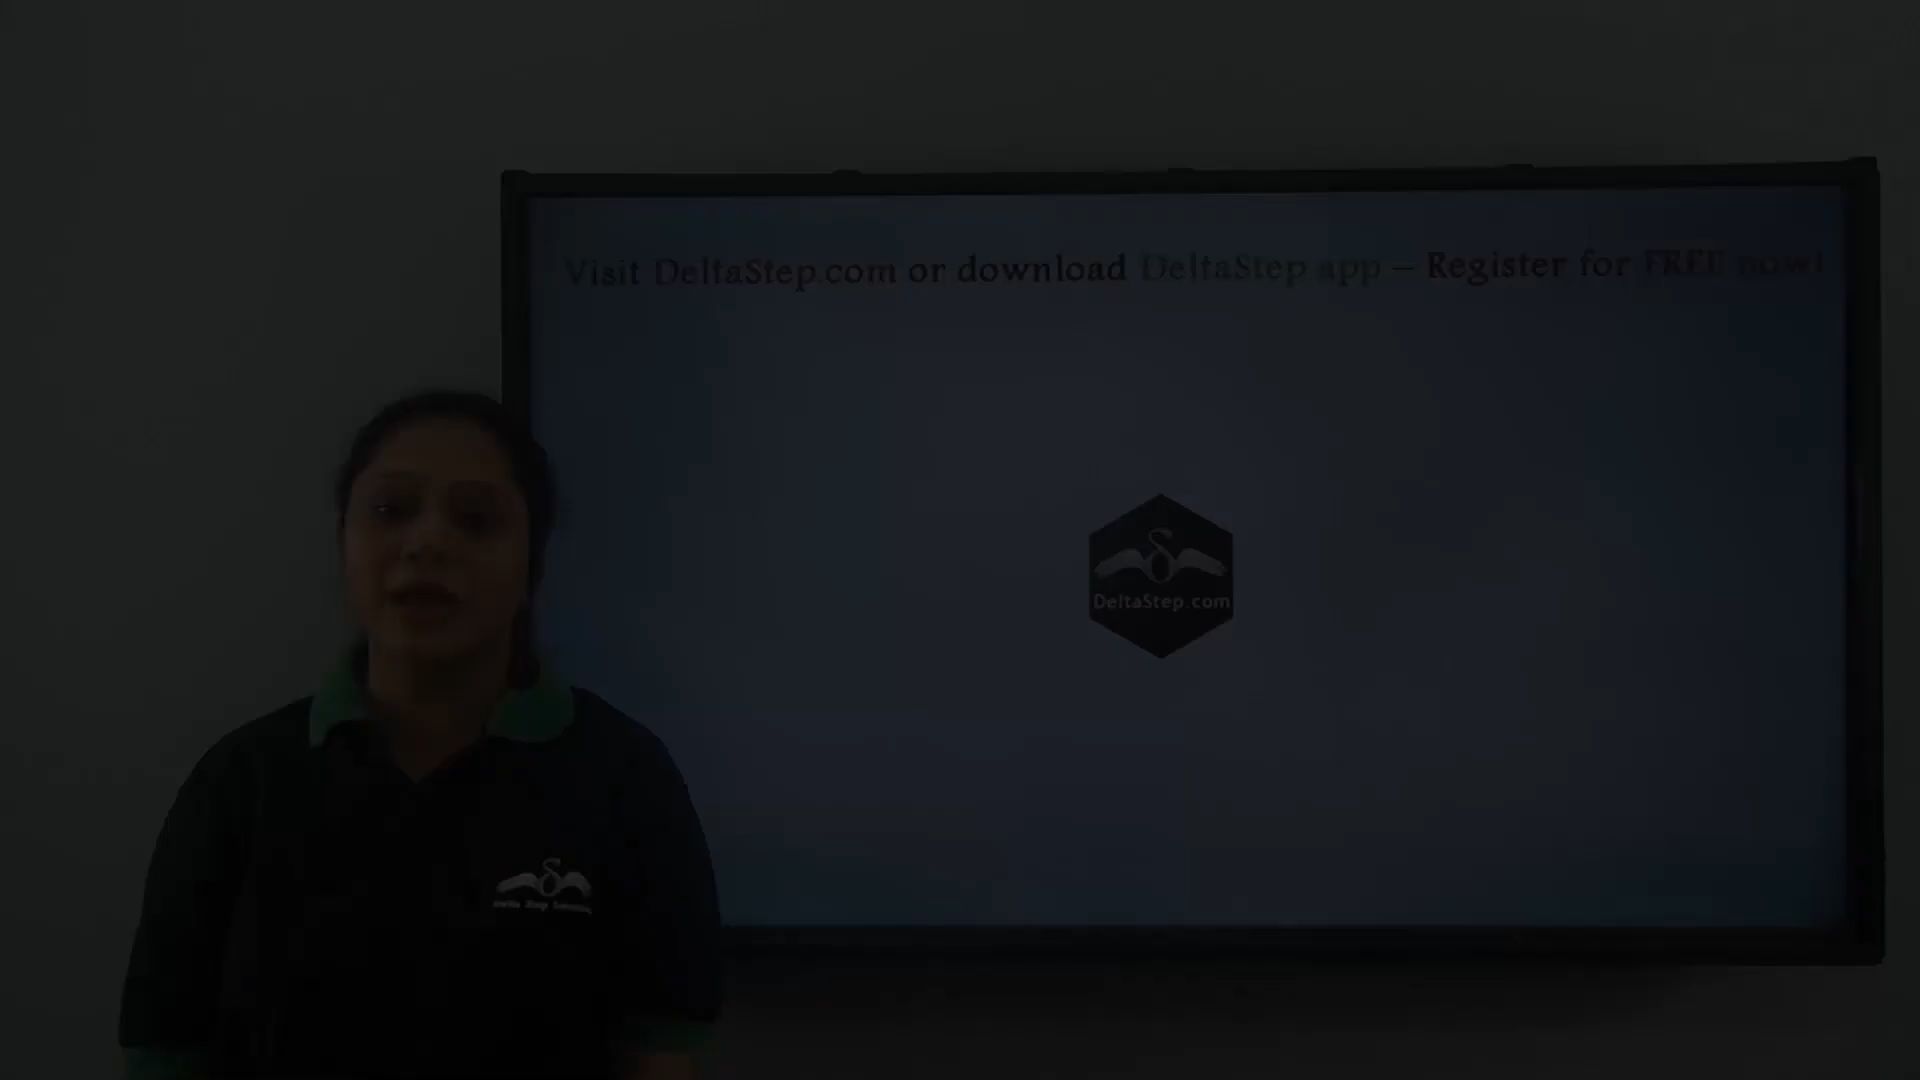 Visit DeltaStep.com or download DeltaStep app – Register for FREE now!
DeltaStep.com